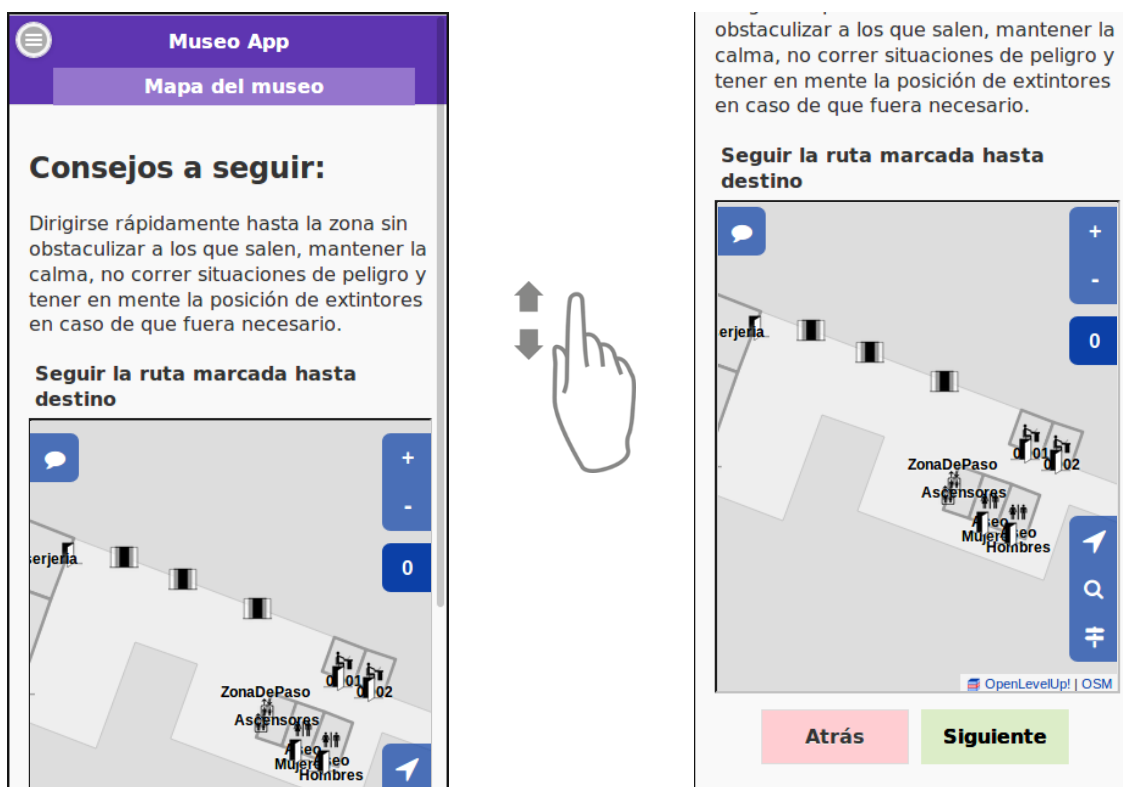 Museo App
Mapa del museo
Consejos a seguir:
Dirigirse rápidamente hasta la zona sin
obstaculizar a los que salen, mantener la
calma, no correr situaciones de peligro y
tener en mente la posición de extintores
en caso de que fuera necesario.
Seguir la ruta marcada hasta
destino
+
-
0
serjería
ZonaDePaso
Ascensores
Hombres
obstaculizar a los que salen, mantener la
calma, no correr situaciones de peligro y
tener en mente la posición de extintores
en caso de que fuera necesario.
Seguir la ruta marcada hasta
destino
+
-
0
erjería
ZonaDePaso
Ascensores
Hombres
OpenLevelUp! | OSM
Atrás
Siguiente